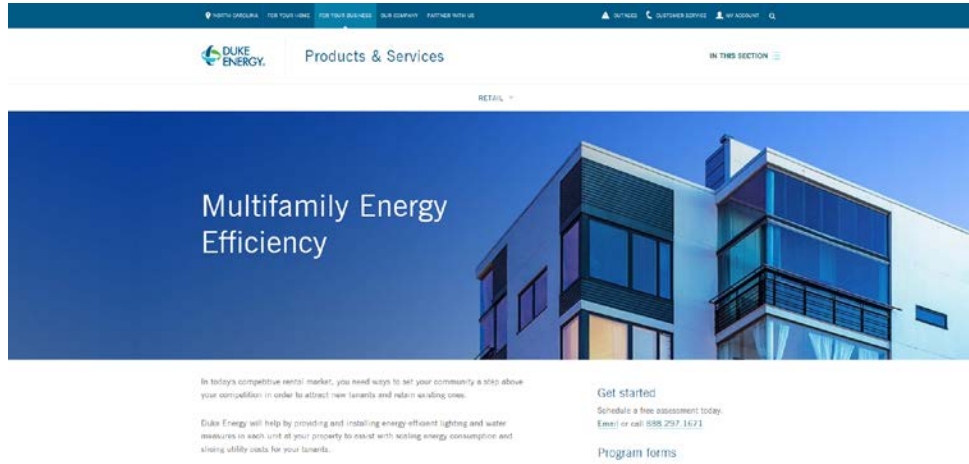 NORTH CAROLINA FOR YOUR HOME FOR YOUR BUSINESS OUR COMPANY PARTNER WITH US OUTAGES CUSTOMER SERVICE MY ACCOUNT
DUKE ENERGY. Products & Services IN THIS SECTION
RETAIL
Multifamily Energy
Efficiency
In today's competitive rental market, you need ways to set your community a step above
your competition in order to attract new tenants and retain existing ones.
Duke Energy will help by providing and installing energy-efficient lighting and water
measures in each unit at your property to assist with scaling energy consumption and
slicing utility costs for your tenants.
Get started
Schedule a free assessment today.
Email or call 888.297.1671
Program forms